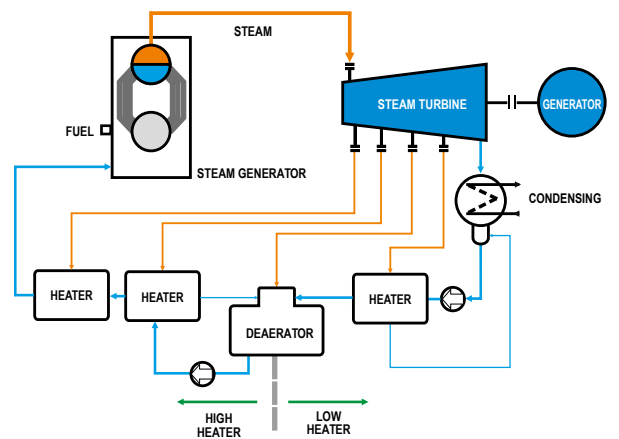 STEAM
STEAM TURBINE
GENERATOR
FUEL
STEAM GENERATOR
CONDENSING
HEATER
HEATER
HEATER
DEAERATOR
HIGH
HEATER
LOW
HEATER